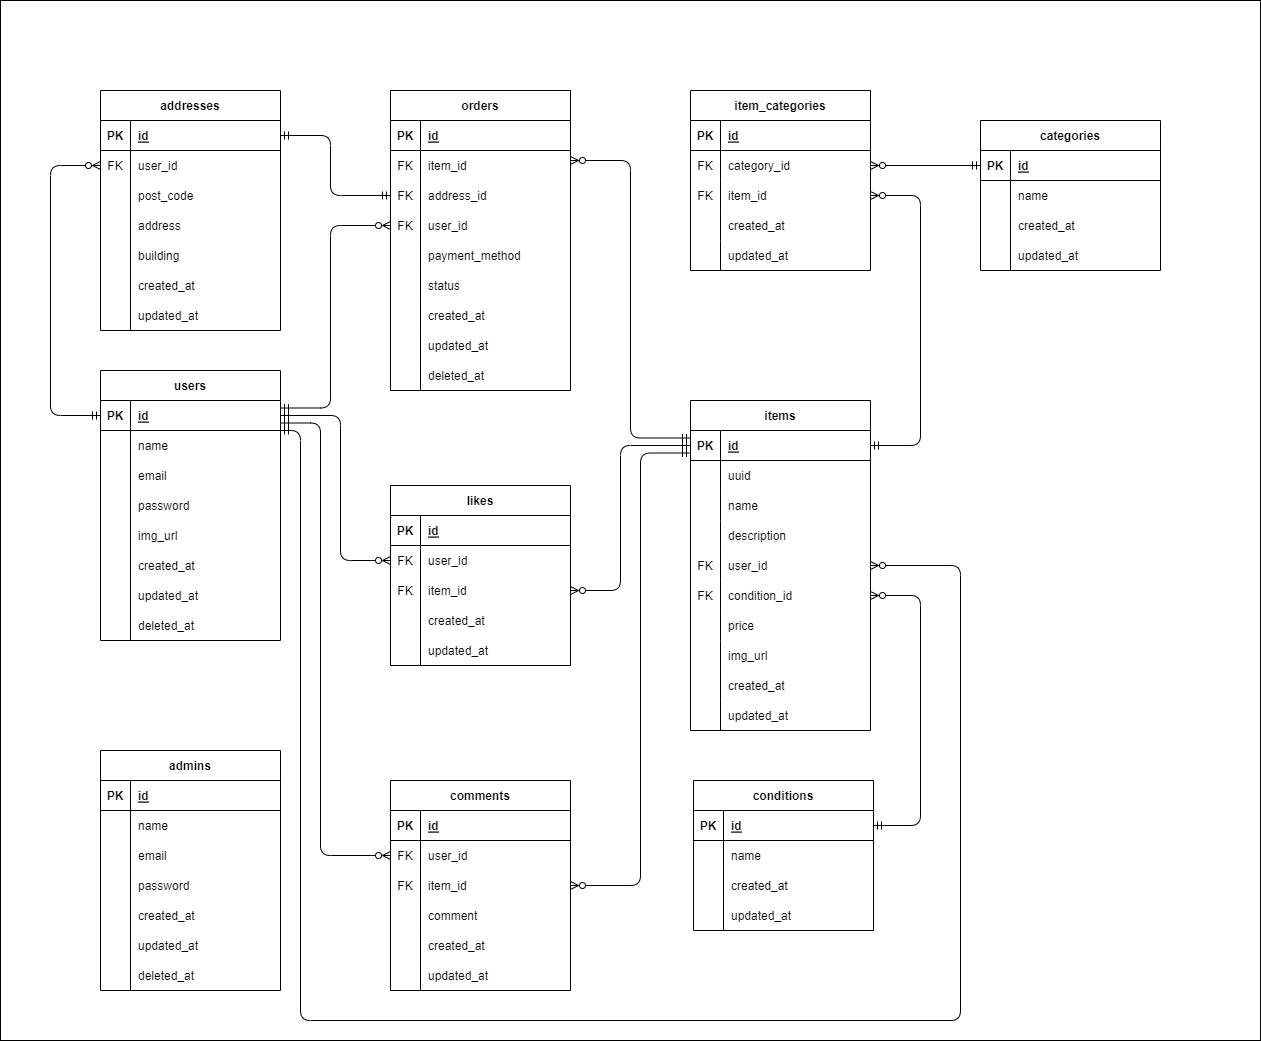 addresses
PK id
FK user_id
post_code
address
building
created_at
updated_at
orders
PK id
FK item_id
FK address_id
FK user_id
payment_method
status
created_at
updated_at
deleted_at
item_categories
PK id
FK category_id
FK item_id
created_at
updated_at
categories
PK id
name
created_at
updated_at
users
PK id
name
email
password
img_url
created_at
updated_at
deleted_at
likes
PK id
FK user_id
FK item_id
created_at
updated_at
items
PK id
uuid
name
description
FK user_id
FK condition_id
price
img_url
created_at
updated_at
admins
PK id
name
email
password
created_at
updated_at
deleted_at
comments
PK id
FK user_id
FK item_id
comment
created_at
updated_at
conditions
PK id
name
created_at
updated_at